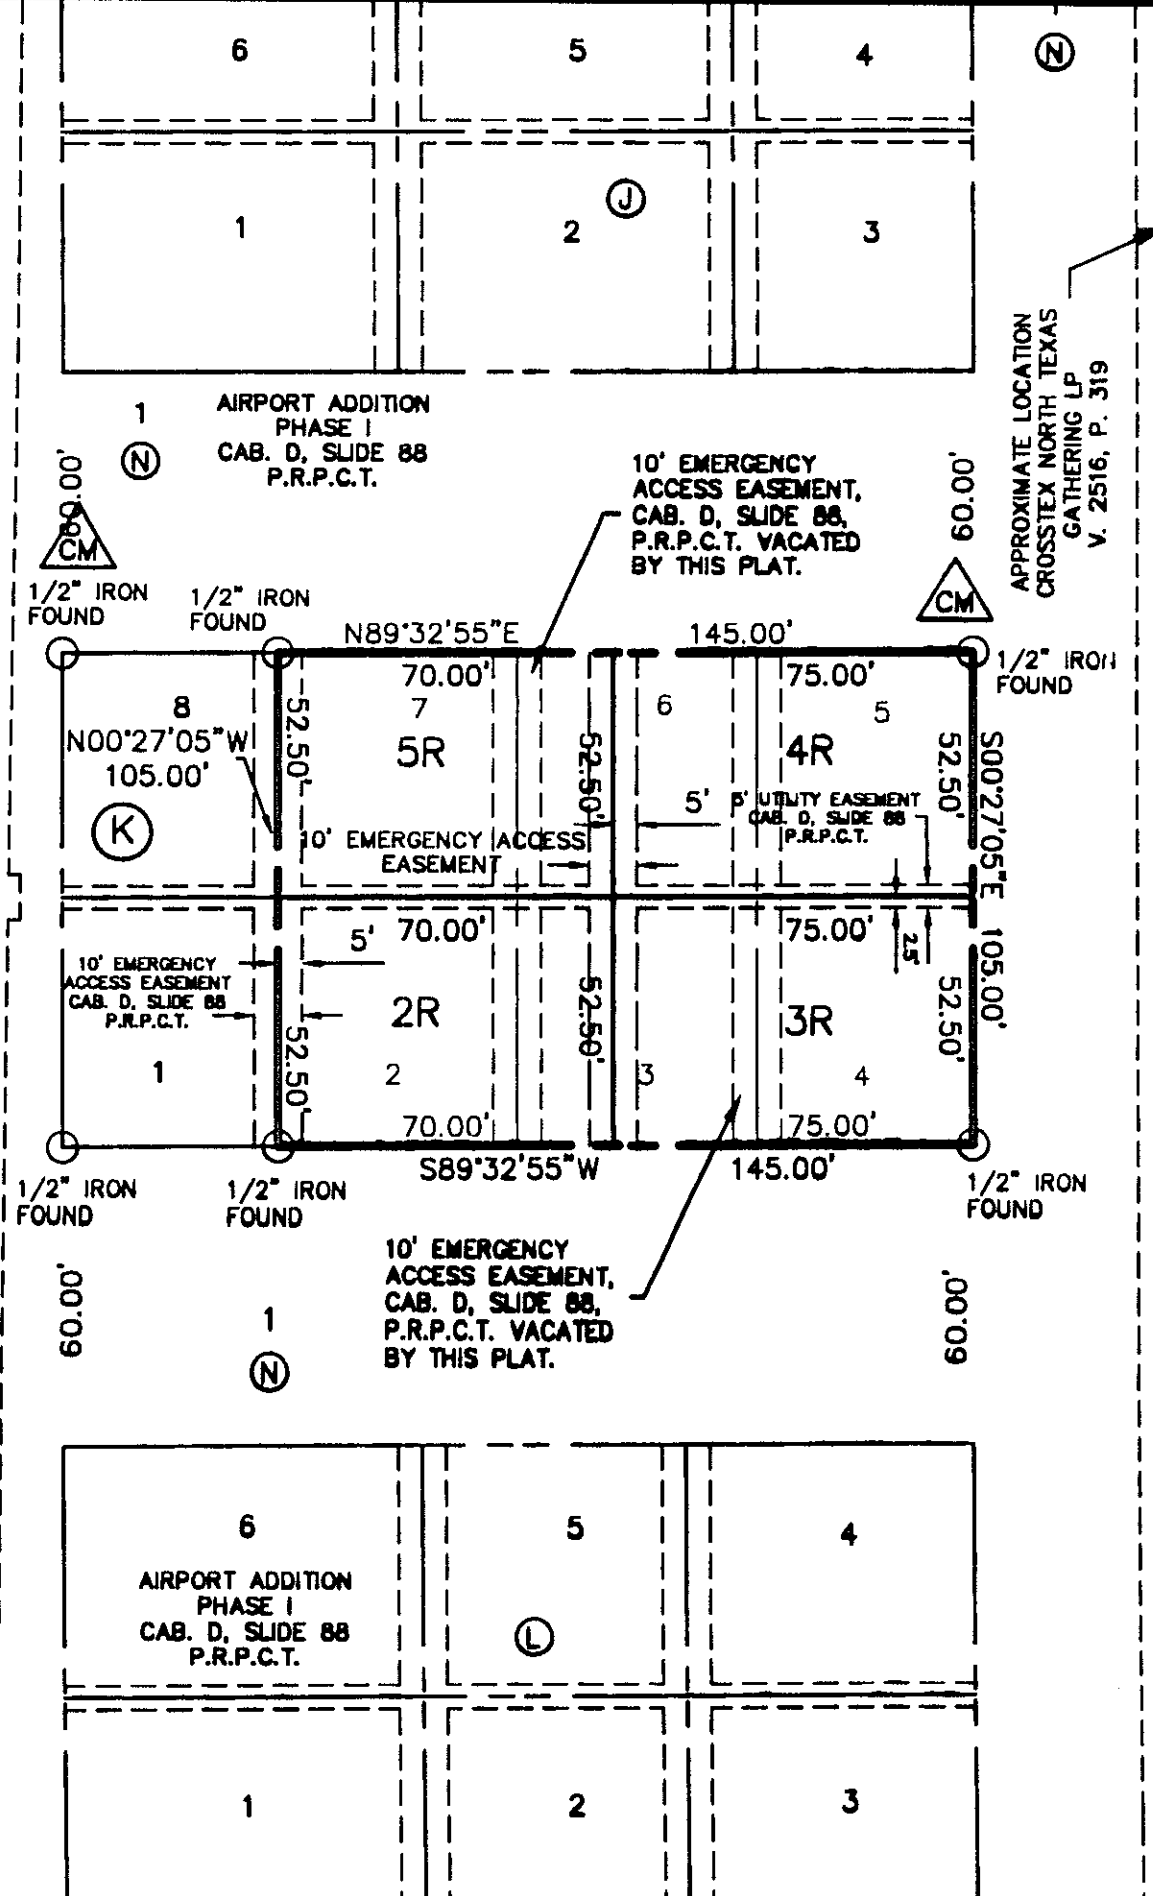 6
5
4
N
1
2
J
3
APPROXIMATE LOCATION
CROSSTEX NORTH TEXAS
GATHERING LP
V. 2516, P. 319
1
N
AIRPORT ADDITION
PHASE I
CAB. D, SLIDE 88
P.R.P.C.T.
10' EMERGENCY
ACCESS EASEMENT,
CAB. D, SLIDE 88,
P.R.P.C.T. VACATED
BY THIS PLAT.
60.00'
60.00'
CM
CM
1/2" IRON
FOUND
1/2" IRON
FOUND
N89°32'55"E
145.00'
1/2" IRON
FOUND
70.00'
75.00'
8
7
6
5
N00°27'05"W
105.00'
52.50'
5R
52.50'
4R
52.50'
S00°27'05"E 105.00'
K
5'
5' UTILITY EASEMENT
CAB. D, SLIDE 88
P.R.P.C.T.
10' EMERGENCY ACCESS
EASEMENT
70.00'
75.00'
5'
2.5'
10' EMERGENCY
ACCESS EASEMENT
CAB. D, SLIDE 88
P.R.P.C.T.
2R
52.50'
3R
52.50'
52.50'
1
2
3
4
70.00'
75.00'
S89°32'55"W
145.00'
1/2" IRON
FOUND
1/2" IRON
FOUND
1/2" IRON
FOUND
10' EMERGENCY
ACCESS EASEMENT,
CAB. D, SLIDE 88,
P.R.P.C.T. VACATED
BY THIS PLAT.
60.00'
60.00'
1
N
6
5
4
AIRPORT ADDITION
PHASE I
CAB. D, SLIDE 88
P.R.P.C.T.
L
1
2
3